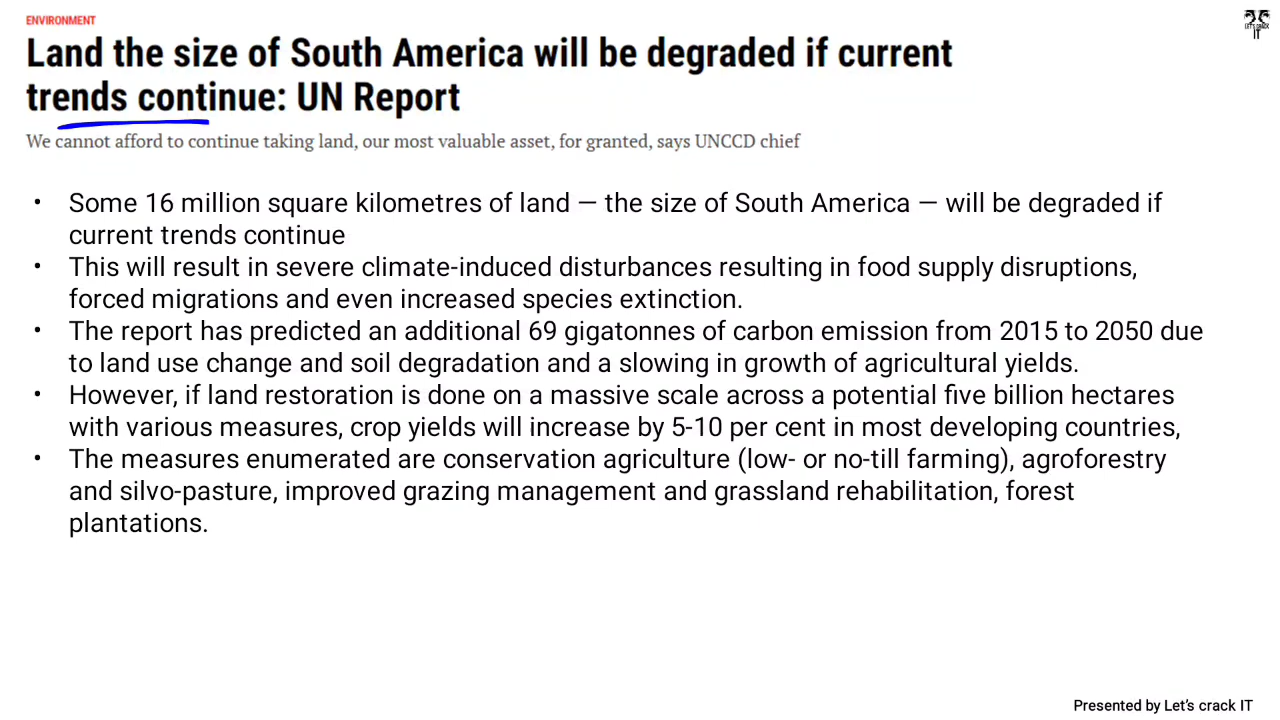 ENVIRONMENT
LET'S CRACK
IT
Land the size of South America will be degraded if current
trends continue: UN Report
We cannot afford to continue taking land, our most valuable asset, for granted, says UNCCD chief
• Some 16 million square kilometres of land — the size of South America — will be degraded if
current trends continue
• This will result in severe climate-induced disturbances resulting in food supply disruptions,
forced migrations and even increased species extinction.
• The report has predicted an additional 69 gigatonnes of carbon emission from 2015 to 2050 due
to land use change and soil degradation and a slowing in growth of agricultural yields.
• However, if land restoration is done on a massive scale across a potential five billion hectares
with various measures, crop yields will increase by 5-10 per cent in most developing countries,
• The measures enumerated are conservation agriculture (low- or no-till farming), agroforestry
and silvo-pasture, improved grazing management and grassland rehabilitation, forest
plantations.
Presented by Let's crack IT